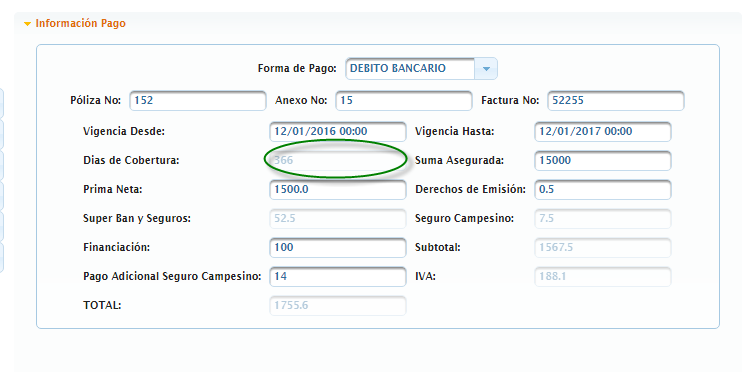 Información Pago
Forma de Pago: DEBITO BANCARIO
Póliza No: 152 Anexo No: 15 Factura No: 52255
Vigencia Desde: 12/01/2016 00:00 Vigencia Hasta: 12/01/2017 00:00
Dias de Cobertura: 366 Suma Asegurada: 15000
Prima Neta: 1500.0 Derechos de Emisión: 0.5
Super Ban y Seguros: 52.5 Seguro Campesino: 7.5
Financiación: 100 Subtotal: 1567.5
Pago Adicional Seguro Campesino: 14 IVA: 188.1
TOTAL: 1755.6